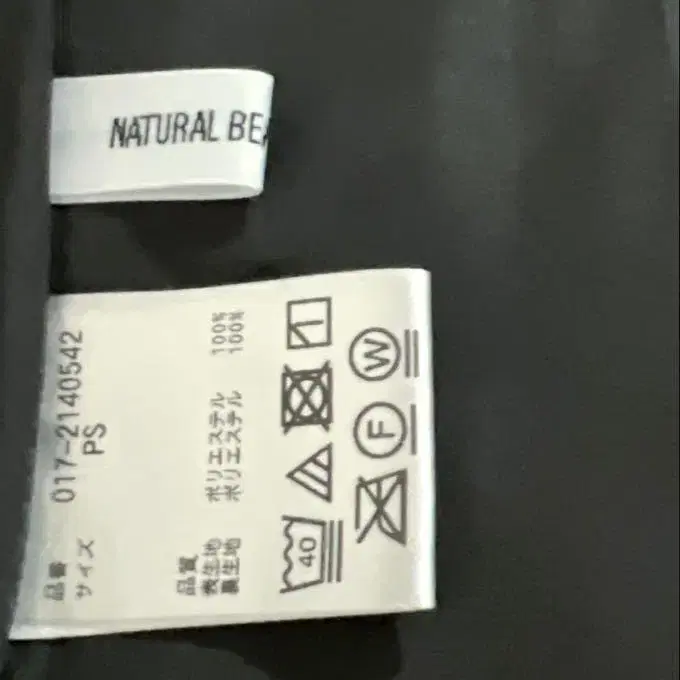 NATURAL BEA
品番 017-2140542
サイズ PS
品質
表生地 ポリエステル 100%
裏生地 ポリエステル 100%
40
F
W